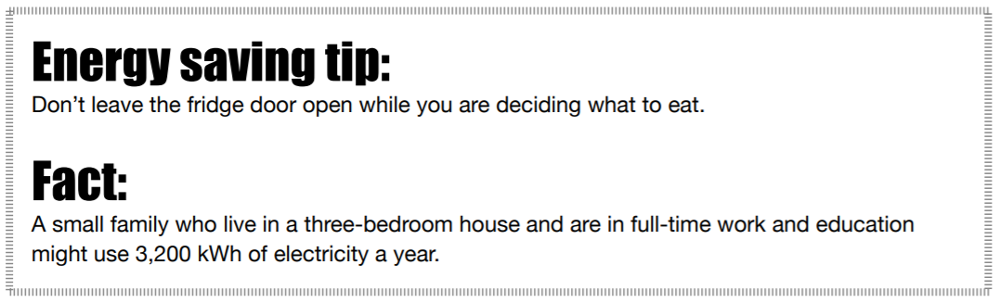 Energy saving tip:
Don’t leave the fridge door open while you are deciding what to eat.
Fact:
A small family who live in a three-bedroom house and are in full-time work and education
might use 3,200 kWh of electricity a year.